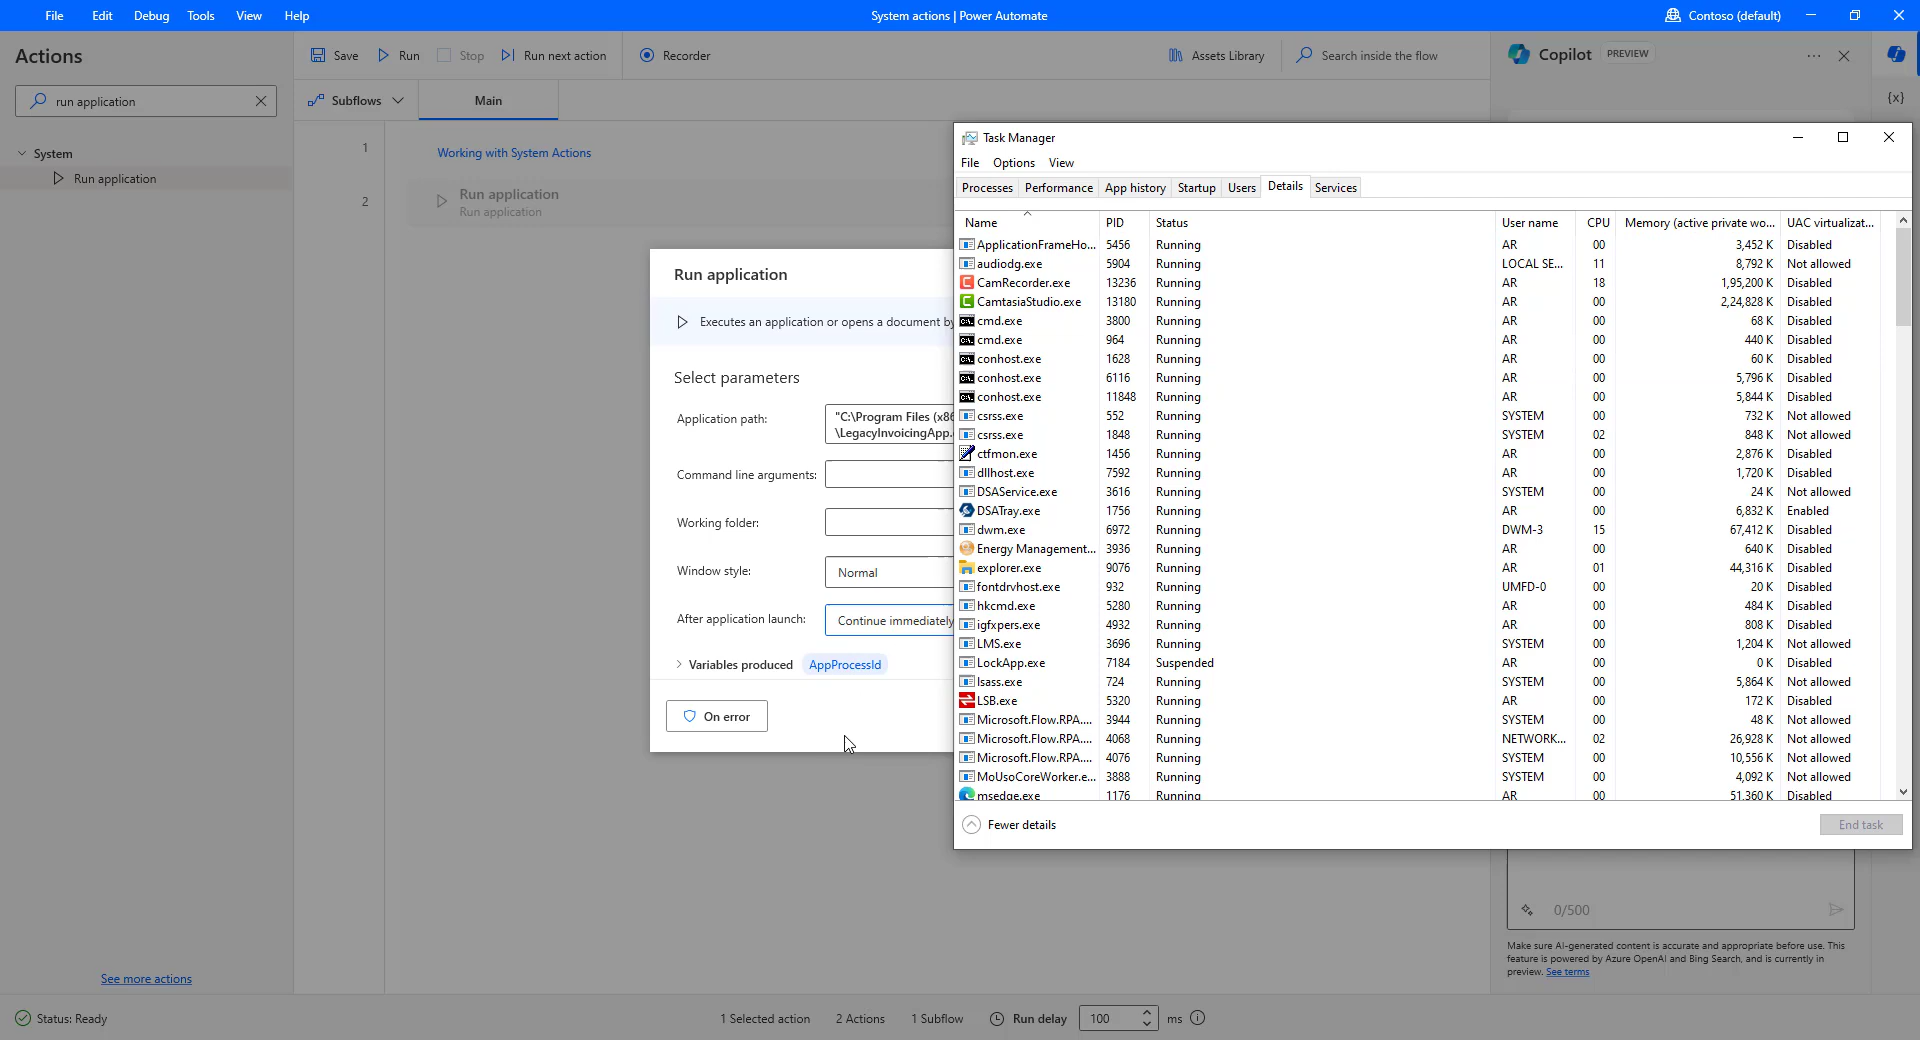 File Edit Debug Tools View Help
System actions | Power Automate
Contoso (default)
Actions
run application
System
Run application
See more actions
Save Run Stop Run next action Recorder
Assets Library
Search inside the flow
Subflows Main
1
Working with System Actions
2
Run application
Run application
Copilot PREVIEW
{x}
Run application
Executes an application or opens a document by
Select parameters
Application path:
"C:\Program Files (x86
\LegacyInvoicingApp.
Command line arguments:
Working folder:
Window style: Normal
After application launch: Continue immediately
Variables produced AppProcessId
On error
Task Manager
File Options View
Processes Performance App history Startup Users Details Services
Name PID Status User name CPU Memory (active private wo... UAC virtualizat...
ApplicationFrameHo... 5456 Running AR 00 3,452 K Disabled
audiodg.exe 5904 Running LOCAL SE... 11 8,792 K Not allowed
CamRecorder.exe 13236 Running AR 18 1,95,200 K Disabled
CamtasiaStudio.exe 13180 Running AR 00 2,24,828 K Disabled
cmd.exe 3800 Running AR 00 68 K Disabled
cmd.exe 964 Running AR 00 440 K Disabled
conhost.exe 1628 Running AR 00 60 K Disabled
conhost.exe 6116 Running AR 00 5,796 K Disabled
conhost.exe 11848 Running AR 00 5,844 K Disabled
csrss.exe 552 Running SYSTEM 00 732 K Not allowed
csrss.exe 1848 Running SYSTEM 02 848 K Not allowed
ctfmon.exe 1456 Running AR 00 2,876 K Disabled
dllhost.exe 7592 Running AR 00 1,720 K Disabled
DSAService.exe 3616 Running SYSTEM 00 24 K Not allowed
DSATray.exe 1756 Running AR 00 6,832 K Enabled
dwm.exe 6972 Running DWM-3 15 67,412 K Disabled
Energy Management... 3936 Running AR 00 640 K Disabled
explorer.exe 9076 Running AR 01 44,316 K Disabled
fontdrvhost.exe 932 Running UMFD-0 00 20 K Disabled
hkcmd.exe 5280 Running AR 00 484 K Disabled
igfxpers.exe 4932 Running AR 00 808 K Disabled
LMS.exe 3696 Running SYSTEM 00 1,204 K Not allowed
LockApp.exe 7184 Suspended AR 00 0 K Disabled
lsass.exe 724 Running SYSTEM 00 5,864 K Not allowed
LSB.exe 5320 Running AR 00 172 K Disabled
Microsoft.Flow.RPA.... 3944 Running SYSTEM 00 48 K Not allowed
Microsoft.Flow.RPA.... 4068 Running NETWORK... 02 26,928 K Not allowed
Microsoft.Flow.RPA.... 4076 Running SYSTEM 00 10,556 K Not allowed
MoUsoCoreWorker.e... 3888 Running SYSTEM 00 4,092 K Not allowed
msedge.exe 1176 Running AR 00 51,360 K Disabled
Fewer details
End task
0/500
Make sure AI-generated content is accurate and appropriate before use. This
feature is powered by Azure OpenAI and Bing Search, and is currently in
preview. See terms
Status: Ready
1 Selected action 2 Actions 1 Subflow Run delay 100 ms